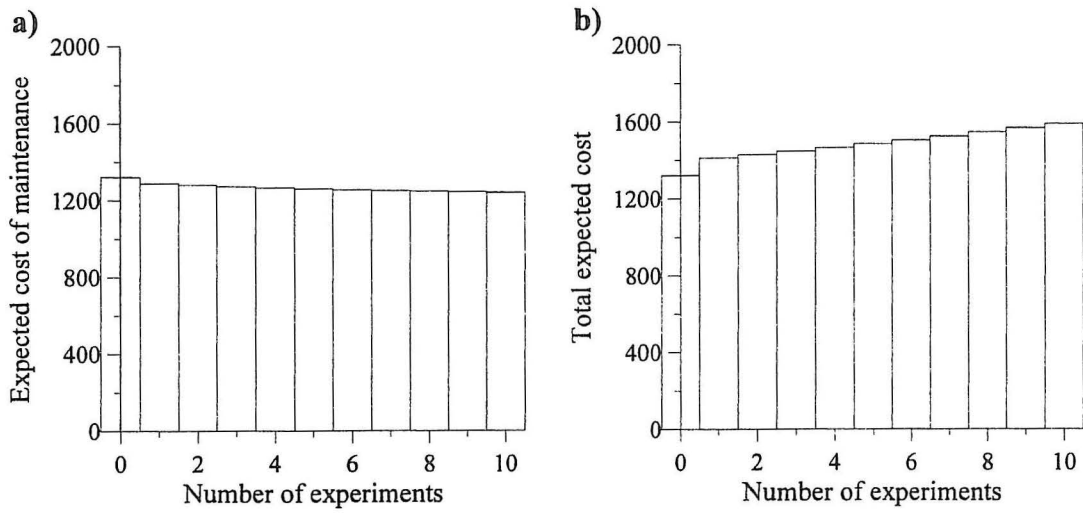 a)
Expected cost of maintenance
2000
1600
1200
800
400
0
0 2 4 6 8 10
Number of experiments
b)
Total expected cost
2000
1600
1200
800
400
0
0 2 4 6 8 10
Number of experiments